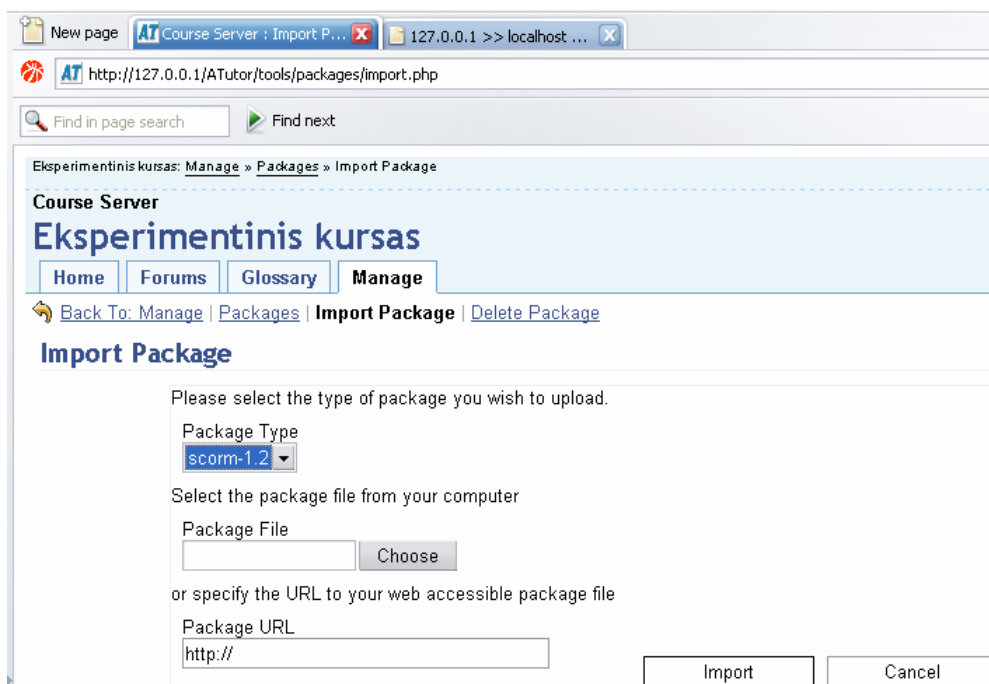 New page AT Course Server : Import P... 127.0.0.1 >> localhost ...
AT http://127.0.0.1/ATutor/tools/packages/import.php
Find in page search Find next
Eksperimentinis kursas: Manage » Packages » Import Package
Course Server
Eksperimentinis kursas
Home Forums Glossary Manage
Back To: Manage | Packages | Import Package | Delete Package
Import Package
Please select the type of package you wish to upload.
Package Type
scorm-1.2
Select the package file from your computer
Package File
Choose
or specify the URL to your web accessible package file
Package URL
http://
Import Cancel